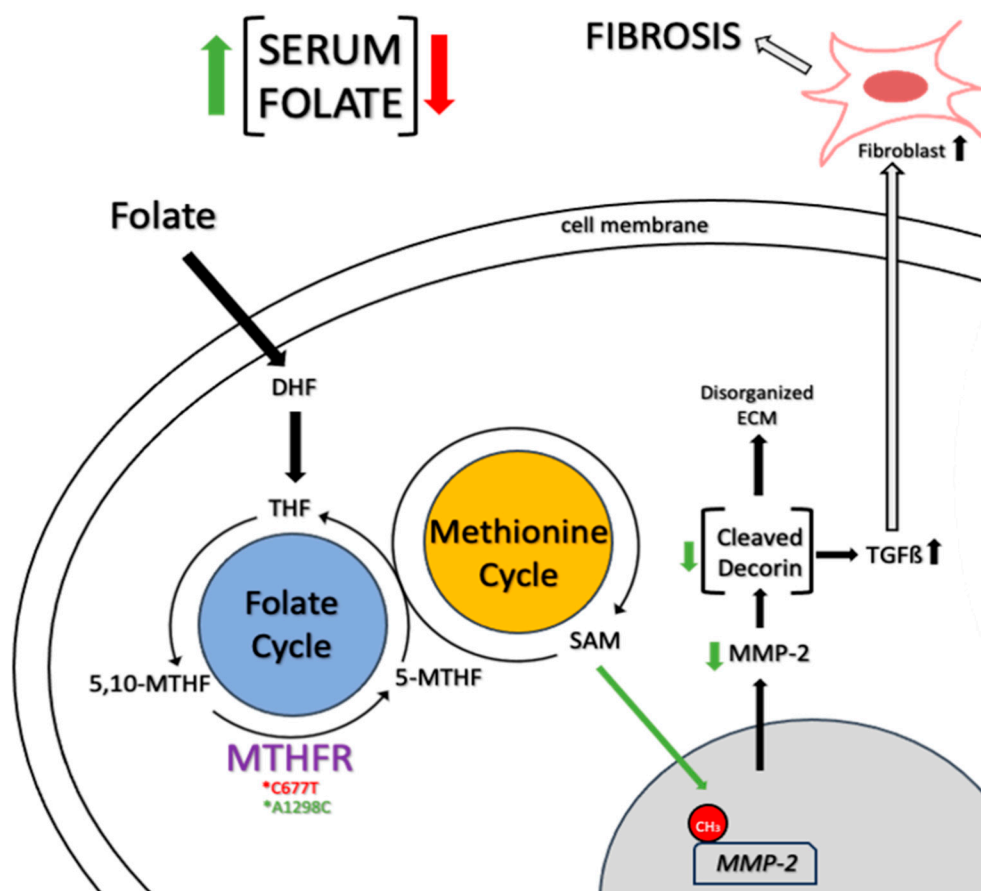 SERUM
FOLATE
FIBROSIS
Fibroblast
Folate
cell membrane
DHF
THF
Folate
Cycle
5,10-MTHF
5-MTHF
MTHFR
*C677T
*A1298C
Methionine
Cycle
SAM
Disorganized
ECM
Cleaved
Decorin
TGFß
MMP-2
CH₃
MMP-2